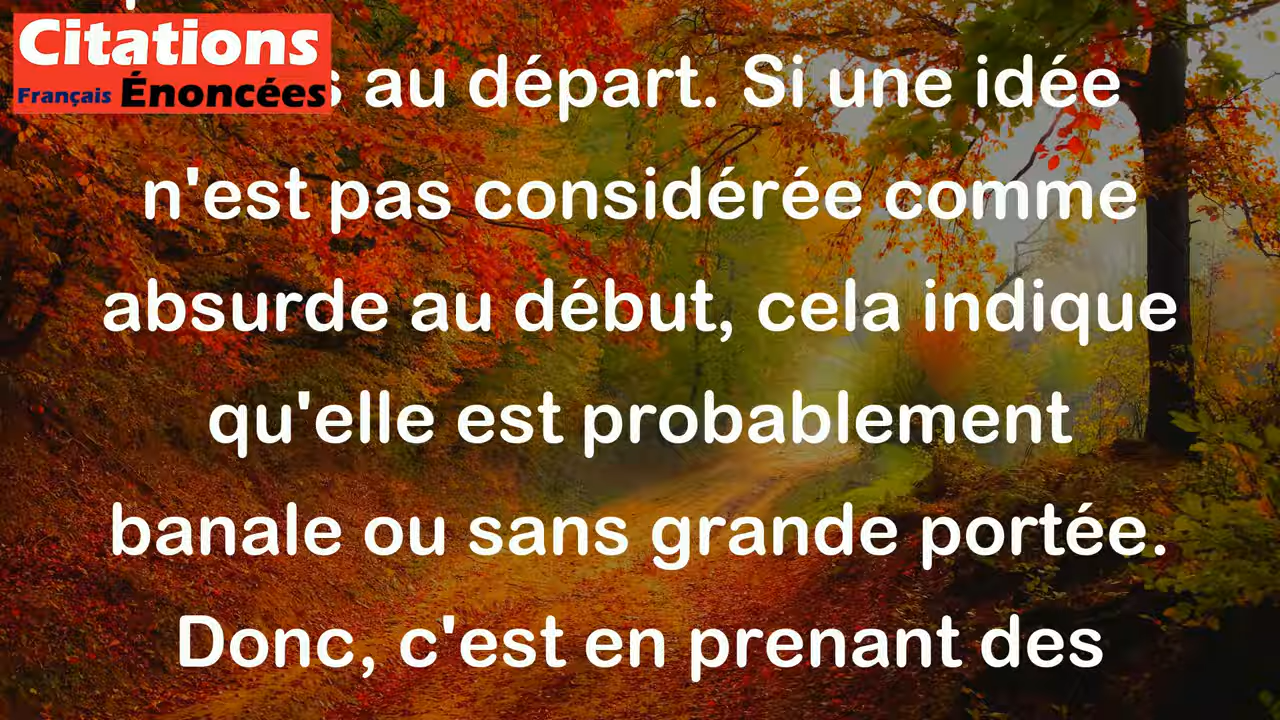 Citations
Français Énoncées
au départ. Si une idée
n'est pas considérée comme
absurde au début, cela indique
qu'elle est probablement
banale ou sans grande portée.
Donc, c'est en prenant des